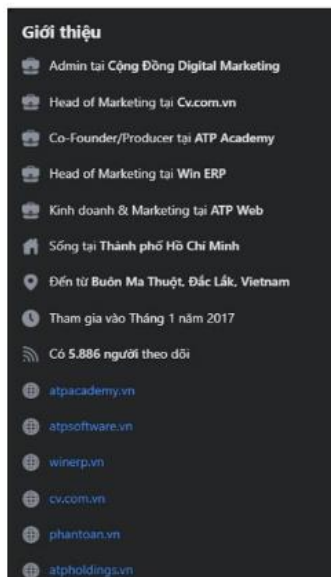 Giới thiệu
Admin tại Cộng Đồng Digital Marketing
Head of Marketing tại Cv.com.vn
Co-Founder/Producer tại ATP Academy
Head of Marketing tại Win ERP
Kinh doanh & Marketing tại ATP Web
Sống tại Thành phố Hồ Chí Minh
Đến từ Buôn Ma Thuột, Đắc Lắk, Vietnam
Tham gia vào Tháng 1 năm 2017
Có 5.886 người theo dõi
atpacademy.vn
atpsoftware.vn
winerp.vn
cv.com.vn
phantoan.vn
atpholdings.vn